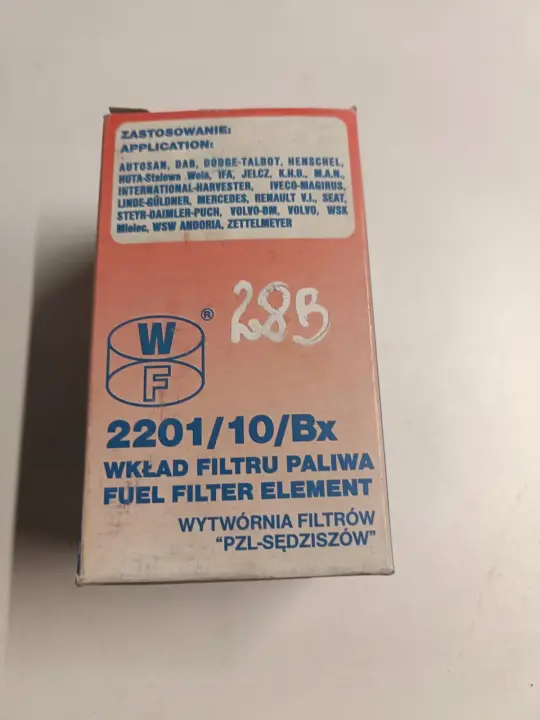 ZASTOSOWANIE:
APPLICATION:
AUTOSAN, DAB, DODGE-TALBOT, HENSCHEL,
HUTA-Stalowa Wola, IFA, JELCZ, K.H.D., M.A.N.,
INTERNATIONAL-HARVESTER, IVECO-MAGIRUS,
LINDE-GÜLDNER, MERCEDES, RENAULT V.I., SEAT,
STEYR-DAIMLER-PUCH, VOLVO-BM, VOLVO, WSK
Mielec, WSW ANDORIA, ZETTELMEYER
28B
®
W
F
2201/10/Bx
WKŁAD FILTRU PALIWA
FUEL FILTER ELEMENT
WYTWÓRNIA FILTRÓW
"PZL-SĘDZISZÓW"